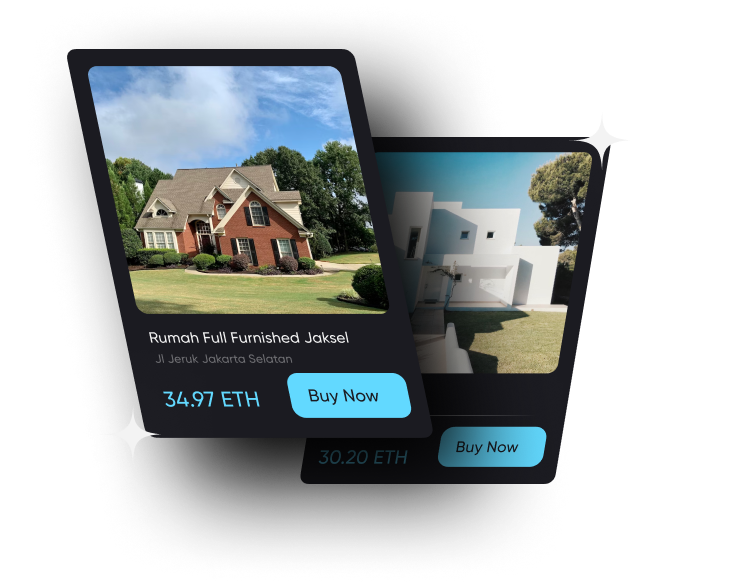 Rumah Full Furnished Jaksel
Jl Jeruk Jakarta Selatan
34.97 ETH
Buy Now
30.20 ETH
Buy Now